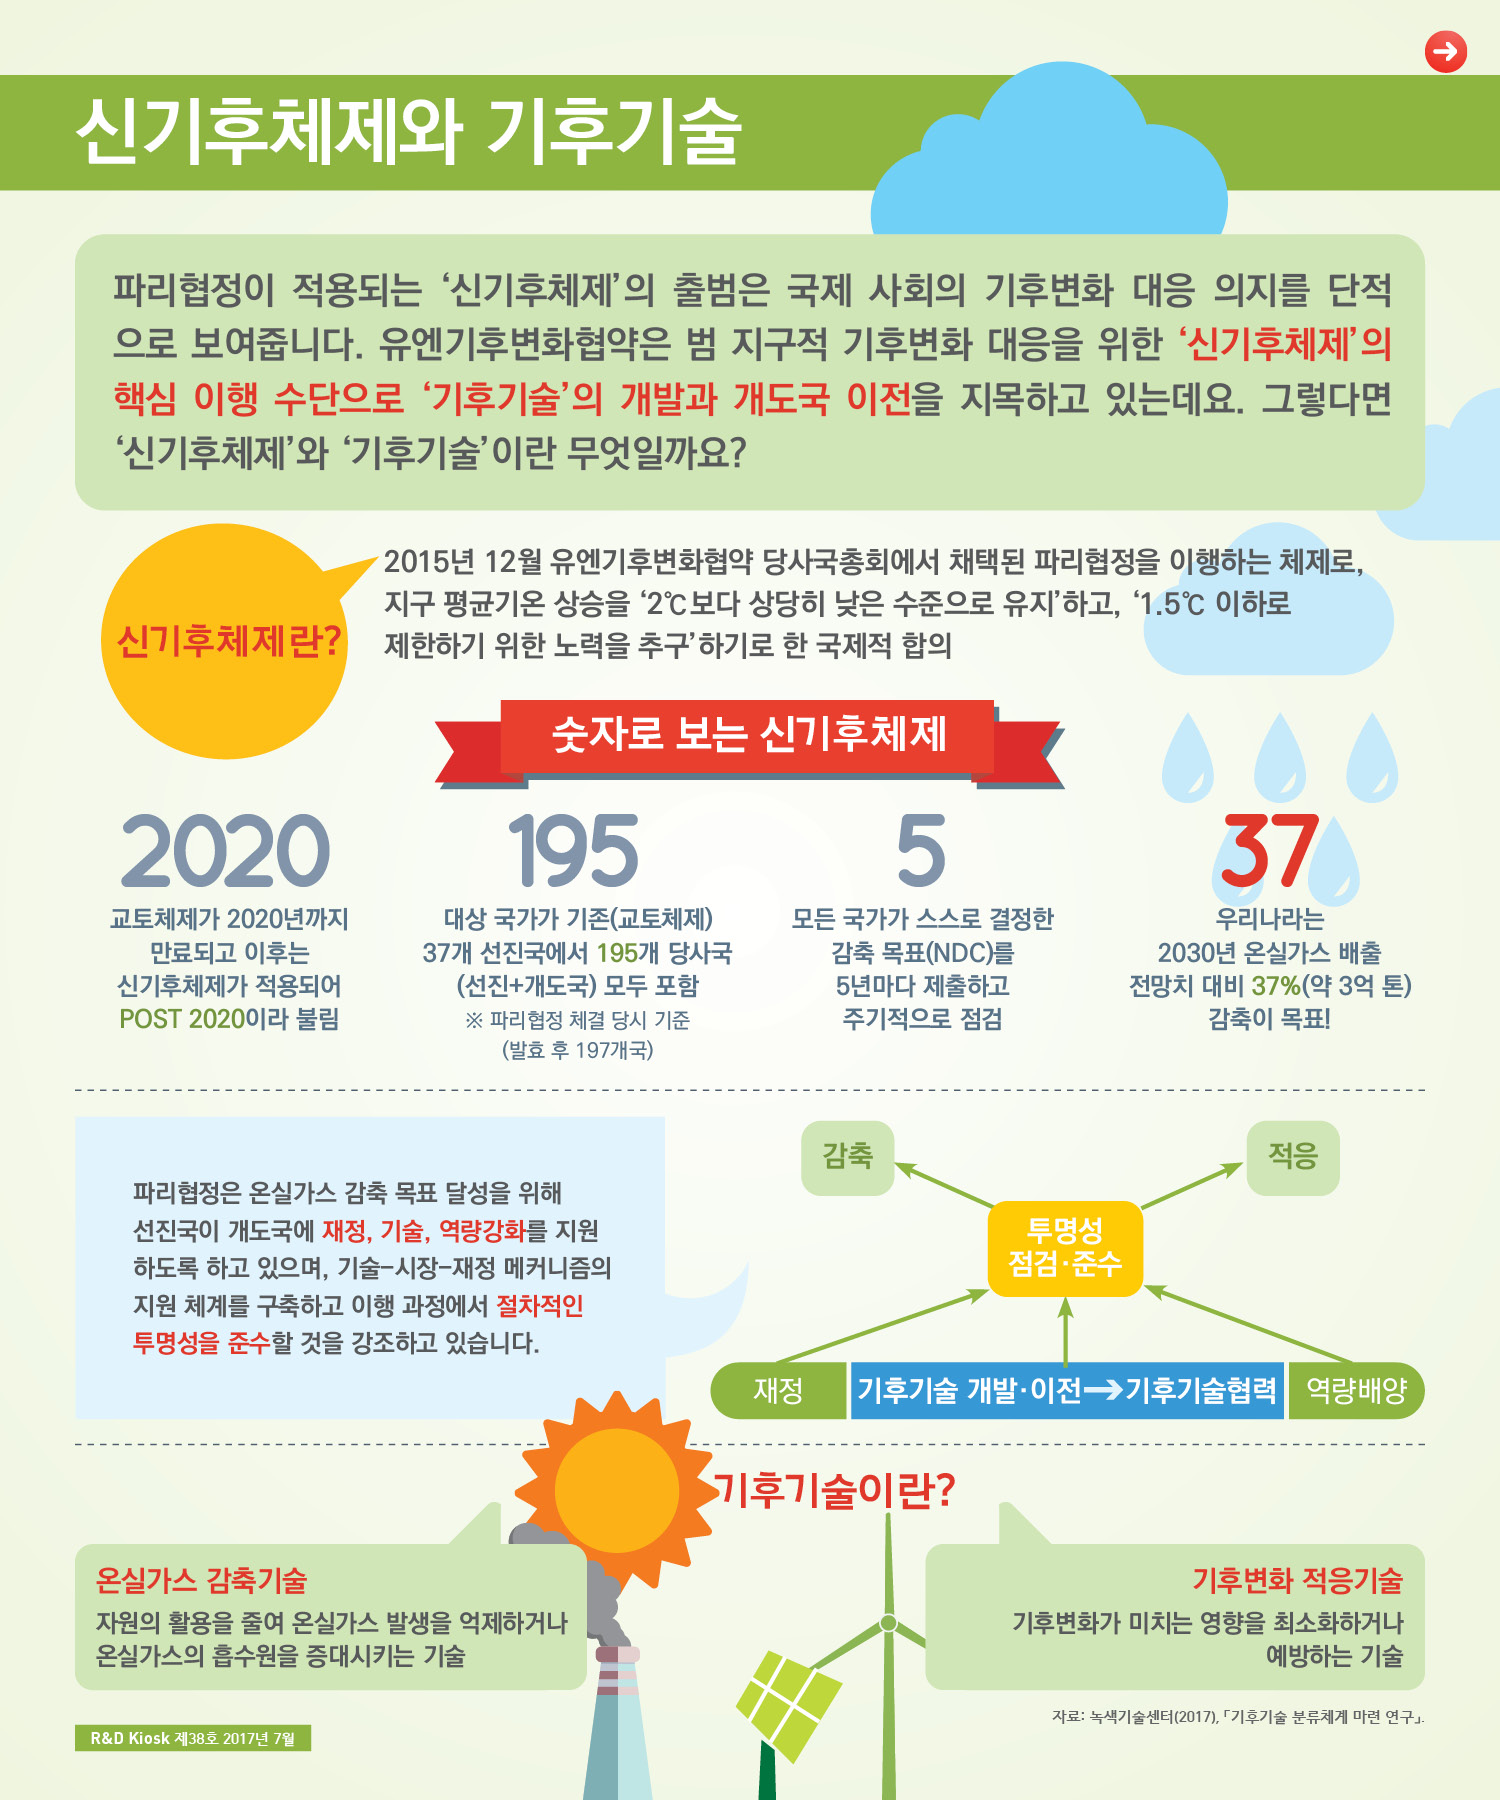 신기후체제와 기후기술
파리협정이 적용되는 ‘신기후체제’의 출범은 국제 사회의 기후변화 대응 의지를 단적
으로 보여줍니다. 유엔기후변화협약은 범 지구적 기후변화 대응을 위한 ‘신기후체제’의
핵심 이행 수단으로 ‘기후기술’의 개발과 개도국 이전을 지목하고 있는데요. 그렇다면
‘신기후체제’와 ‘기후기술’이란 무엇일까요?
신기후체제란?
2015년 12월 유엔기후변화협약 당사국총회에서 채택된 파리협정을 이행하는 체제로,
지구 평균기온 상승을 ‘2℃보다 상당히 낮은 수준으로 유지’하고, ‘1.5℃ 이하로
제한하기 위한 노력을 추구’하기로 한 국제적 합의
숫자로 보는 신기후체제
2020
교토체제가 2020년까지
만료되고 이후는
신기후체제가 적용되어
POST 2020이라 불림
195
대상 국가가 기존(교토체제)
37개 선진국에서 195개 당사국
(선진+개도국) 모두 포함
※ 파리협정 체결 당시 기준
(발효 후 197개국)
5
모든 국가가 스스로 결정한
감축 목표(NDC)를
5년마다 제출하고
주기적으로 점검
37
우리나라는
2030년 온실가스 배출
전망치 대비 37%(약 3억 톤)
감축이 목표!
파리협정은 온실가스 감축 목표 달성을 위해
선진국이 개도국에 재정, 기술, 역량강화를 지원
하도록 하고 있으며, 기술-시장-재정 메커니즘의
지원 체계를 구축하고 이행 과정에서 절차적인
투명성을 준수할 것을 강조하고 있습니다.
감축
적응
투명성
점검·준수
재정
기후기술 개발·이전➔기후기술협력
역량배양
기후기술이란?
온실가스 감축기술
자원의 활용을 줄여 온실가스 발생을 억제하거나
온실가스의 흡수원을 증대시키는 기술
기후변화 적응기술
기후변화가 미치는 영향을 최소화하거나
예방하는 기술
자료: 녹색기술센터(2017), 「기후기술 분류체계 마련 연구」.
R&D Kiosk 제38호 2017년 7월